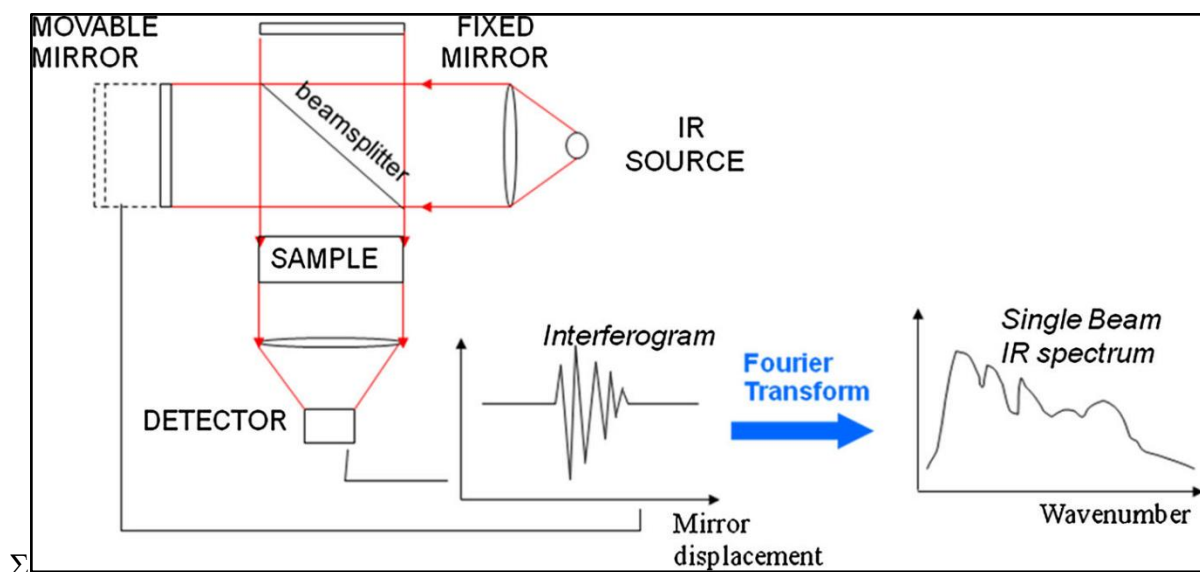 MOVABLE
MIRROR
FIXED
MIRROR
beamsplitter
IR
SOURCE
SAMPLE
DETECTOR
Interferogram
Mirror
displacement
Fourier
Transform
Single Beam
IR spectrum
Wavenumber
Σ